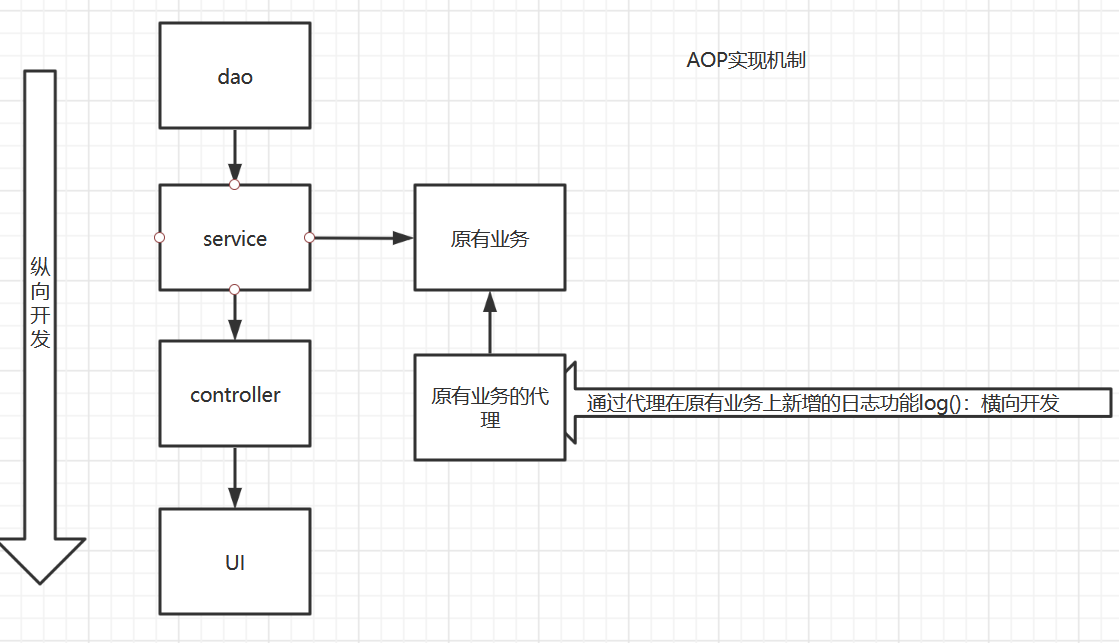 dao
AOP实现机制
service
原有业务
纵
向
开
发
controller
原有业务的代
理
通过代理在原有业务上新增的日志功能log()：横向开发
UI